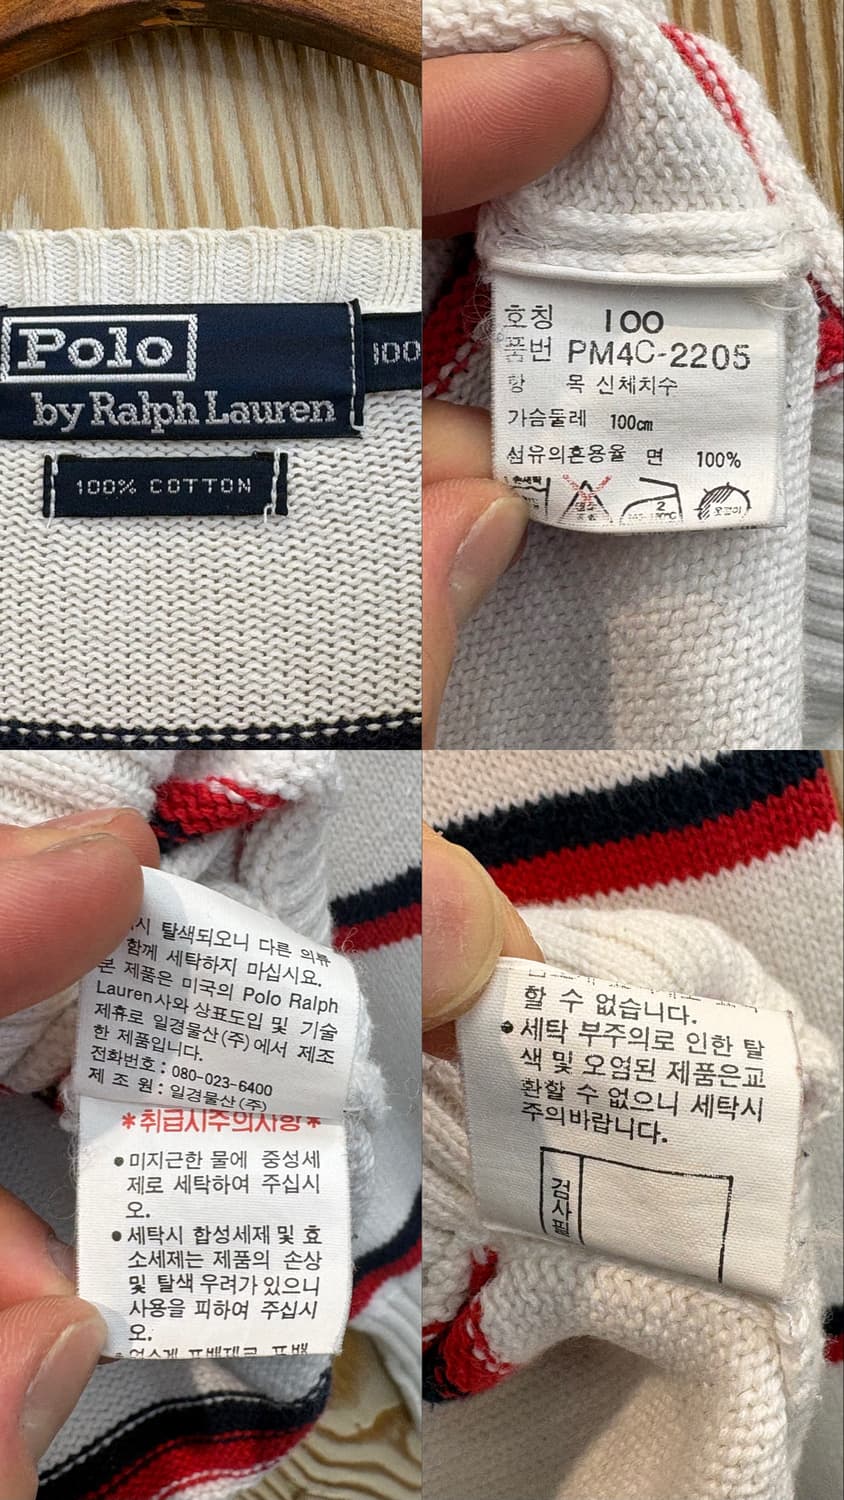 Polo
by Ralph Lauren
100
100% COTTON
호칭 100
품번 PM4C-2205
항 목 신체치수
가슴둘레 100cm
섬유의혼용율 면 100%
2
옷걸이
시 탈색되오니 다른 의류
함께 세탁하지 마십시요.
본 제품은 미국의 Polo Ralph
Lauren사와 상표도입 및 기술
제휴로 일경물산(주)에서 제조
한 제품입니다.
전화번호 : 080-023-6400
제 조 원 : 일경물산(주)
*취급시주의사항*
●미지근한 물에 중성세
제로 세탁하여 주십시
오.
●세탁시 합성세제 및 효
소세제는 제품의 손상
및 탈색 우려가 있으니
사용을 피하여 주십시
오.
할 수 없습니다.
●세탁 부주의로 인한 탈
색 및 오염된 제품은교
환할 수 없으니 세탁시
주의바랍니다.
검사필